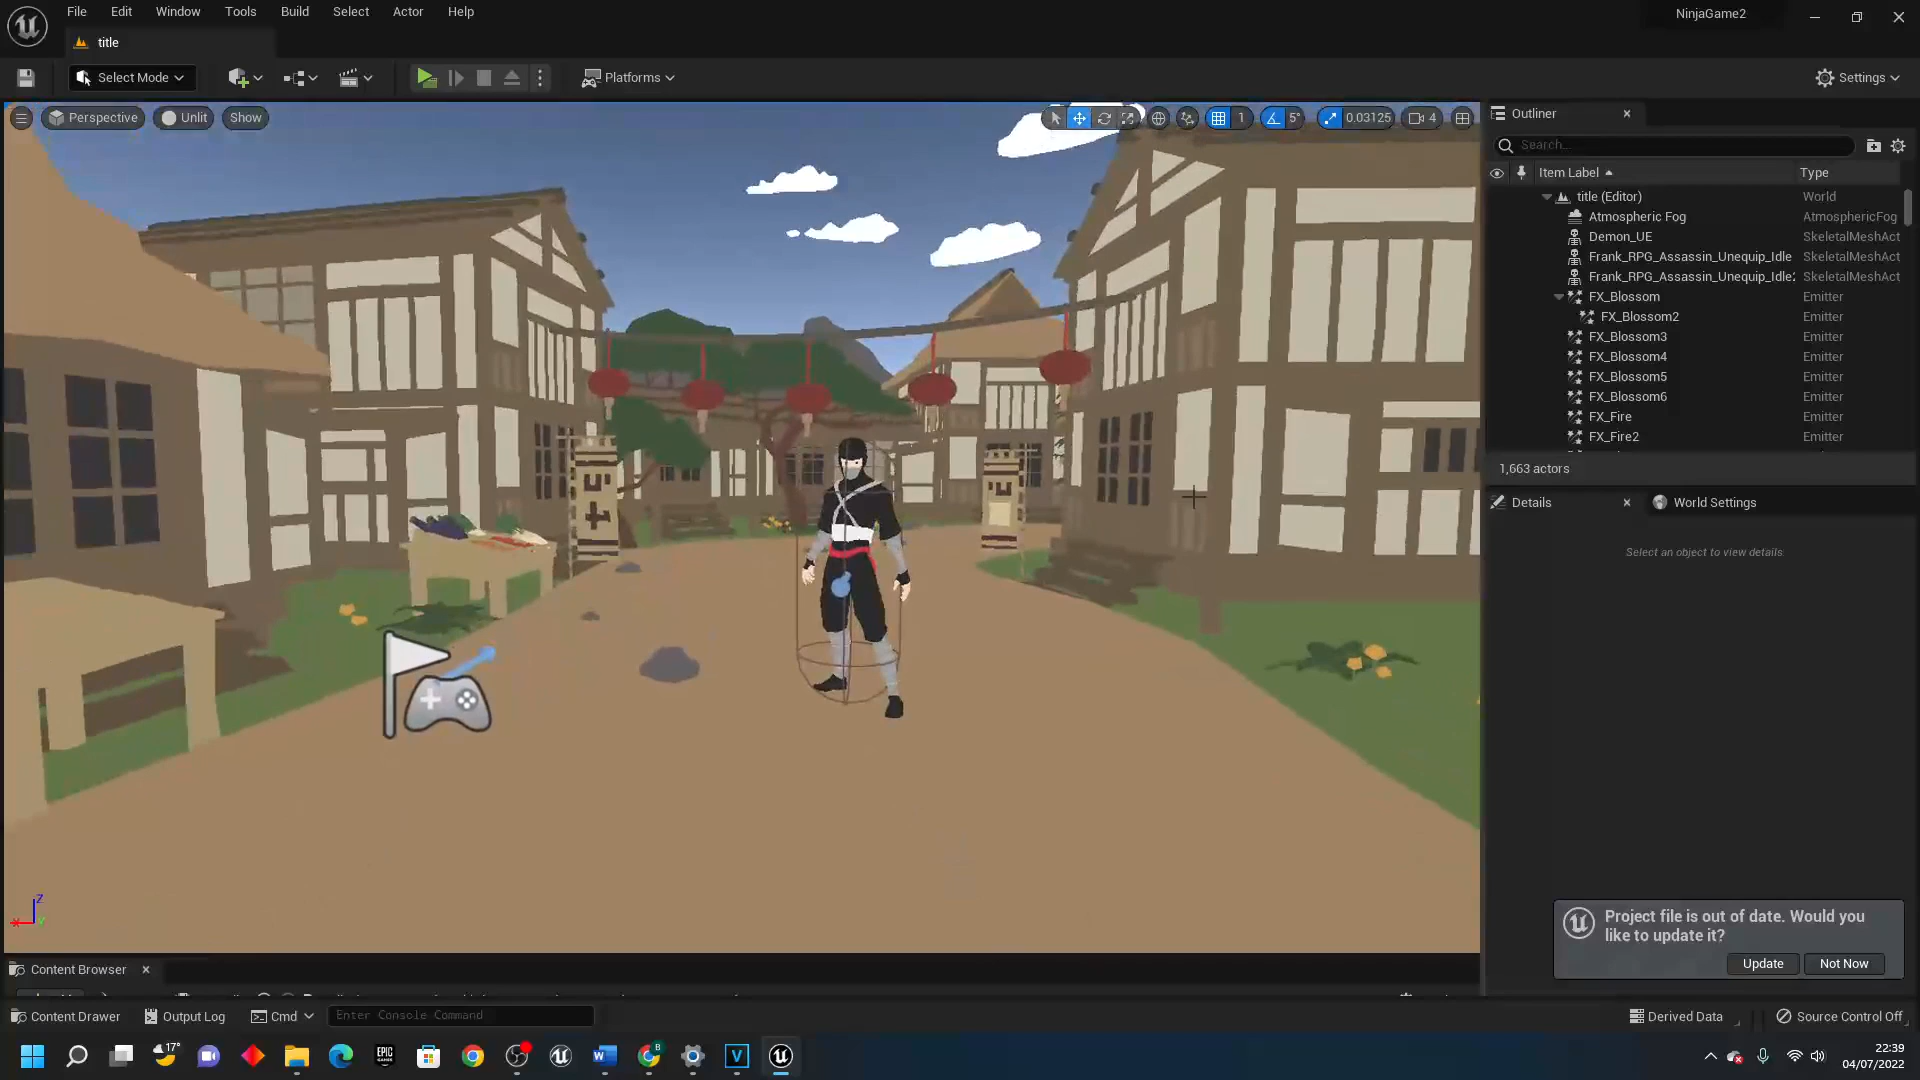 File Edit Window Tools Build Select Actor Help
NinjaGame2
title
Select Mode
Platforms
Settings
Perspective Unlit Show
1 5° 0.03125 4
Outliner
Search...
Item Label Type
title (Editor) World
Atmospheric Fog AtmosphericFog
Demon_UE SkeletalMeshAct
Frank_RPG_Assassin_Unequip_Idle SkeletalMeshAct
Frank_RPG_Assassin_Unequip_Idle2 SkeletalMeshAct
FX_Blossom Emitter
FX_Blossom2 Emitter
FX_Blossom3 Emitter
FX_Blossom4 Emitter
FX_Blossom5 Emitter
FX_Blossom6 Emitter
FX_Fire Emitter
FX_Fire2 Emitter
1,663 actors
Details World Settings
Select an object to view details
Z
X
Project file is out of date. Would you
like to update it?
Update Not Now
Content Browser
Content Drawer Output Log Cmd Enter Console Command
Derived Data Source Control Off
17°
EPIC
GAMES
W
B
V
22:39
04/07/2022